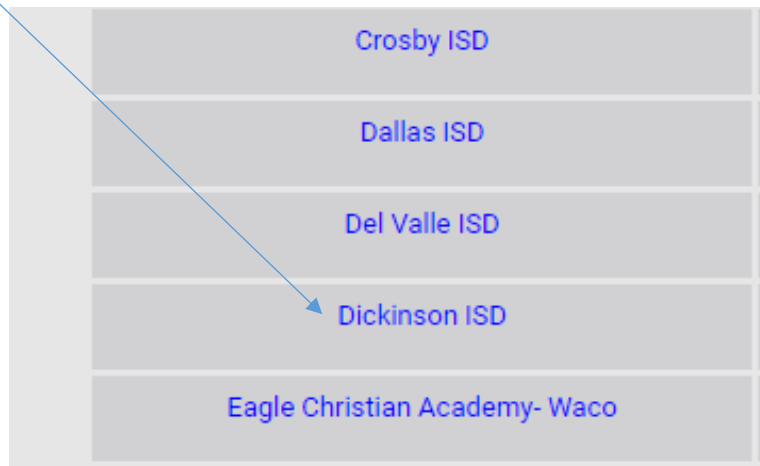 Crosby ISD
Dallas ISD
Del Valle ISD
Dickinson ISD
Eagle Christian Academy- Waco